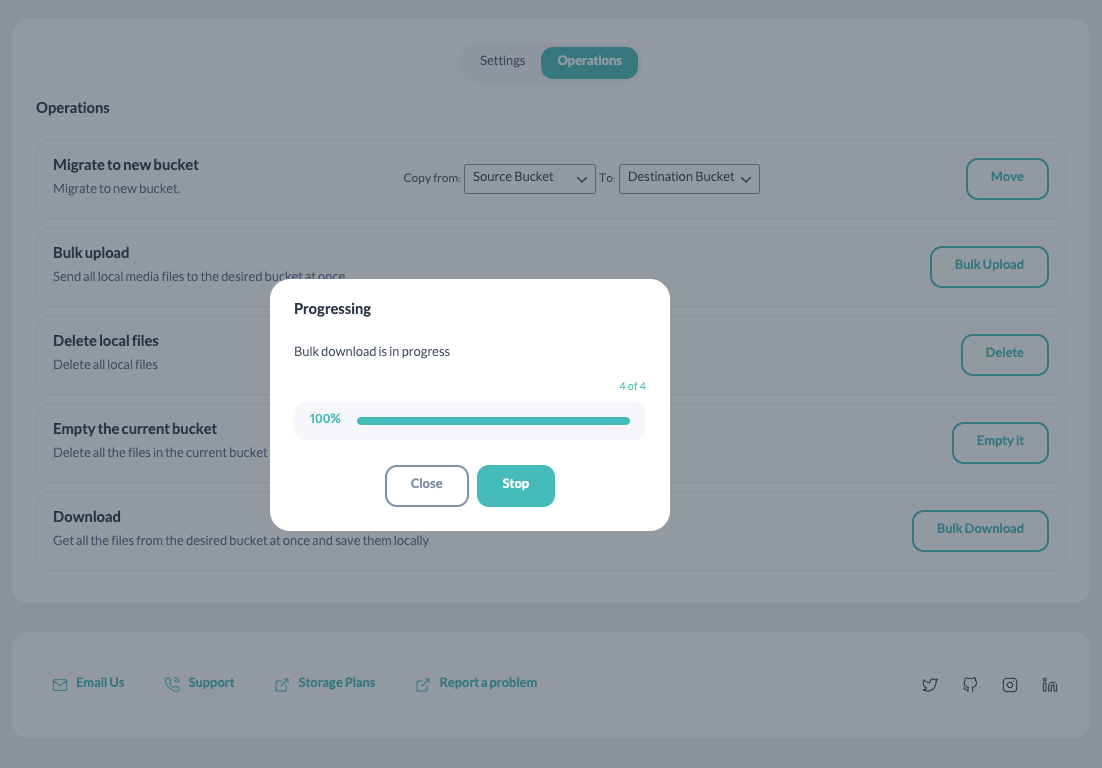 Settings
Operations
Operations
Migrate to new bucket
Migrate to new bucket.
Copy from: Source Bucket To: Destination Bucket
Move
Bulk upload
Send all local media files to the desired bucket at once
Bulk Upload
Progressing
Bulk download is in progress
4 of 4
100%
Close
Stop
Delete local files
Delete all local files
Delete
Empty the current bucket
Delete all the files in the current bucket
Empty it
Download
Get all the files from the desired bucket at once and save them locally
Bulk Download
Email Us
Support
Storage Plans
Report a problem